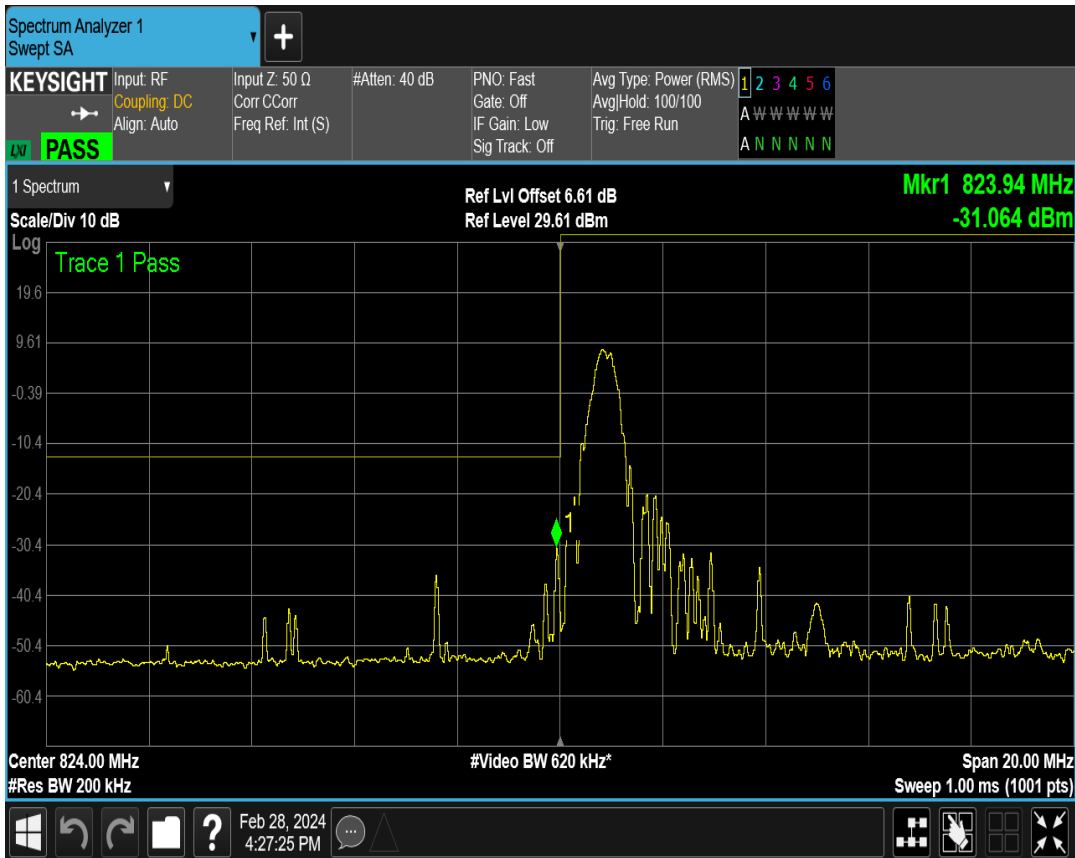 Spectrum Analyzer 1
Swept SA
+
KEYSIGHT
LXI PASS
Input: RF
Coupling: DC
Align: Auto
Input Z: 50 Ω
Corr CCorr
Freq Ref: Int (S)
#Atten: 40 dB
PNO: Fast
Gate: Off
IF Gain: Low
Sig Track: Off
Avg Type: Power (RMS)
Avg|Hold: 100/100
Trig: Free Run
1 2 3 4 5 6
A W W W W W
A N N N N N
1 Spectrum
Scale/Div 10 dB
Ref Lvl Offset 6.61 dB
Ref Level 29.61 dBm
Mkr1 823.94 MHz
-31.064 dBm
Log
Trace 1 Pass
19.6
9.61
-0.39
-10.4
-20.4
1
-30.4
-40.4
-50.4
-60.4
Center 824.00 MHz
#Video BW 620 kHz*
Span 20.00 MHz
#Res BW 200 kHz
Sweep 1.00 ms (1001 pts)
?
Feb 28, 2024
4:27:25 PM